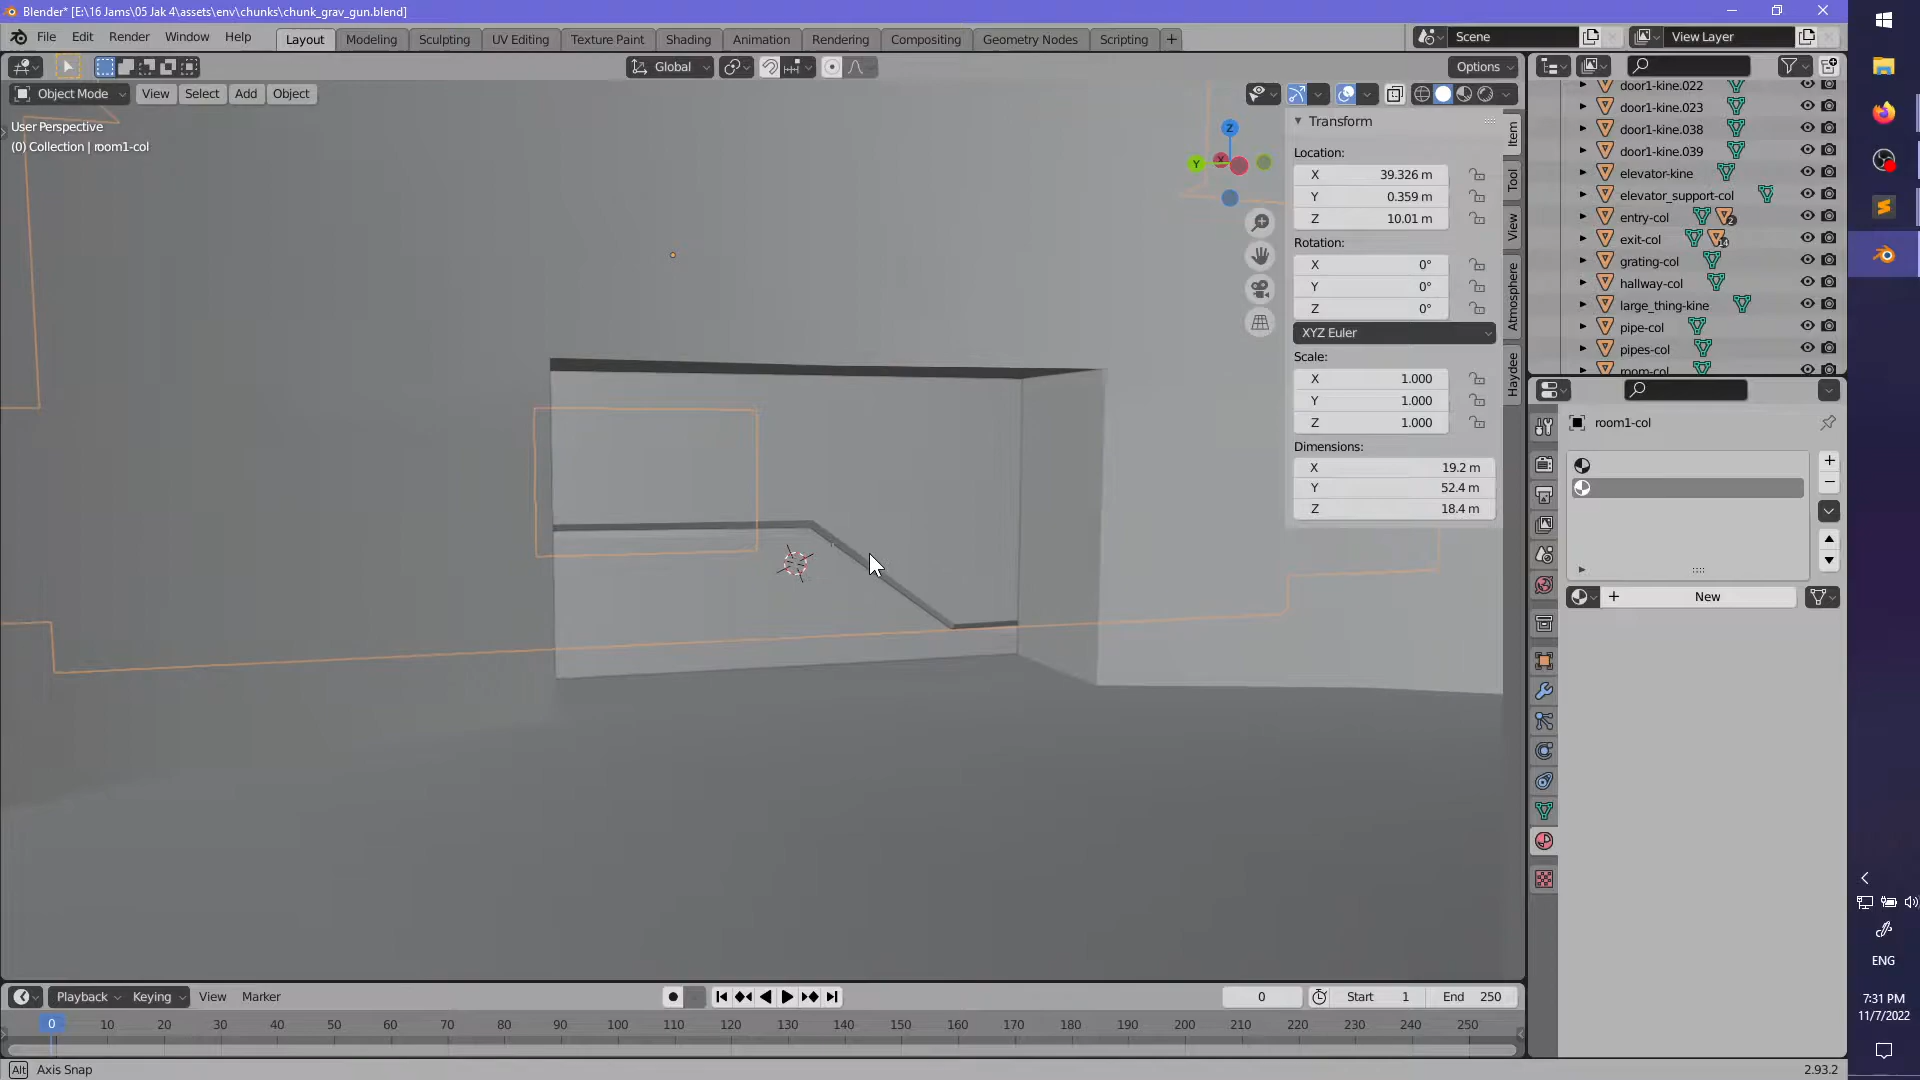 Blender* [E:\16 Jams\05 Jak 4\assets\env\chunks\chunk_grav_gun.blend]
File Edit Render Window Help
Layout Modeling Sculpting UV Editing Texture Paint Shading Animation Rendering Compositing Geometry Nodes Scripting +
Scene
View Layer
Global
Options
Object Mode View Select Add Object
User Perspective
(0) Collection | room1-col
Z
Y
X
Transform
Location:
X 39.326 m
Y 0.359 m
Z 10.01 m
Rotation:
X 0°
Y 0°
Z 0°
XYZ Euler
Scale:
X 1.000
Y 1.000
Z 1.000
Dimensions:
X 19.2 m
Y 52.4 m
Z 18.4 m
Item
Tool
View
Atmosphere
Haydee
door1-kine.022
door1-kine.023
door1-kine.038
door1-kine.039
elevator-kine
elevator_support-col
entry-col 2
exit-col 14
grating-col
hallway-col
large_thing-kine
pipe-col
pipes-col
room-col
room1-col
+ New
Playback Keying View Marker
0
Start 1
End 250
0 10 20 30 40 50 60 70 80 90 100 110 120 130 140 150 160 170 180 190 200 210 220 230 240 250
Alt Axis Snap
2.93.2
ENG
7:31 PM
11/7/2022